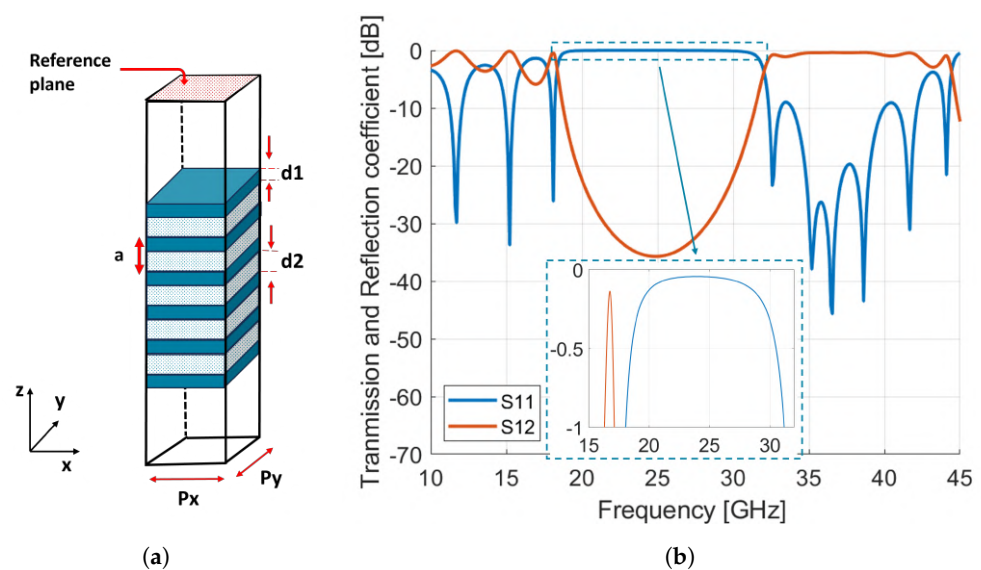 Reference
plane
d1
a
d2
z
y
x
Px
Py
(a)
Tranmission and Reflection coefficient [dB]
0
-10
-20
-30
-40
-50
-60
-70
10
15
20
25
30
35
40
45
Frequency [GHz]
S11
S12
0
-0.5
-1
15
20
25
30
(b)